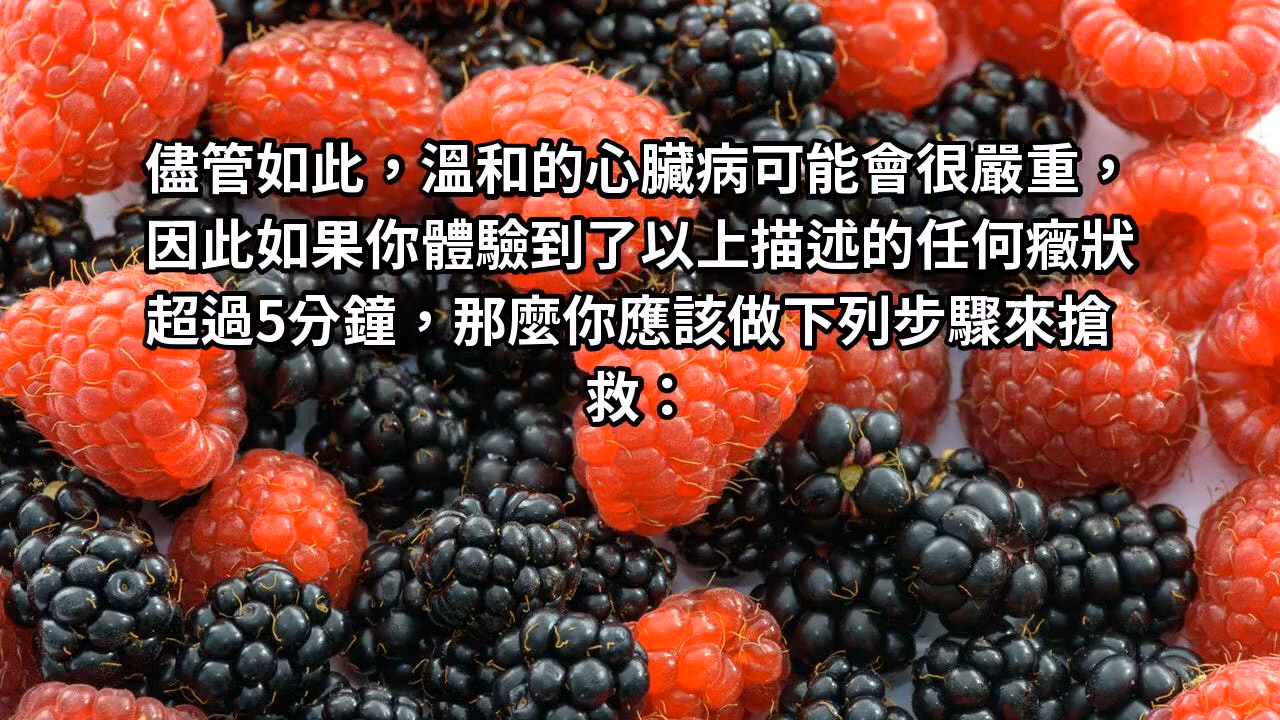 儘管如此，溫和的心臟病可能會很嚴重，
因此如果你體驗到了以上描述的任何癥狀
超過5分鐘，那麼你應該做下列步驟來搶
救：